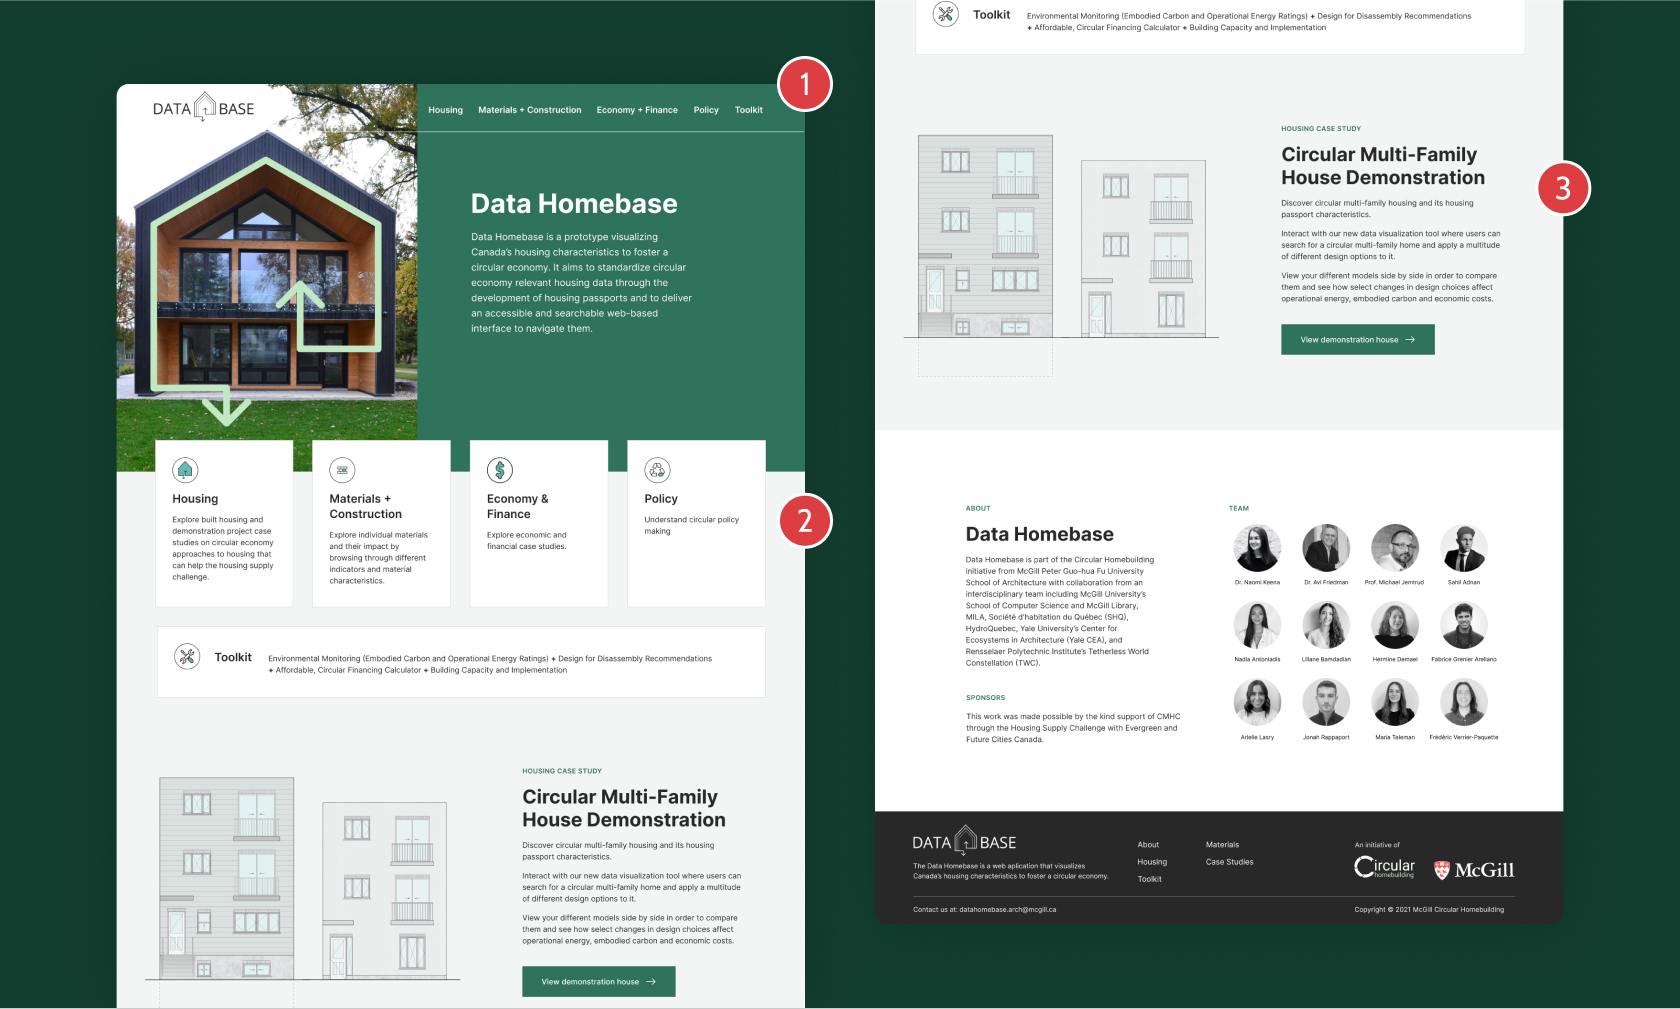 DATA BASE
Housing Materials + Construction Economy + Finance Policy Toolkit
1
Data Homebase
Data Homebase is a prototype visualizing
Canada's housing characteristics to foster a
circular economy. It aims to standardize circular
economy relevant housing data through the
development of housing passports and to deliver
an accessible and searchable web-based
interface to navigate them.
Housing
Explore built housing and
demonstration project case
studies on circular economy
approaches to housing that
can help the housing supply
challenge.
Materials +
Construction
Explore individual materials
and their impact by
browsing through different
indicators and material
characteristics.
Economy &
Finance
Explore economic and
financial case studies.
Policy
Understand circular policy
making
2
Toolkit
Environmental Monitoring (Embodied Carbon and Operational Energy Ratings) + Design for Disassembly Recommendations
+ Affordable, Circular Financing Calculator + Building Capacity and Implementation
HOUSING CASE STUDY
Circular Multi-Family
House Demonstration
Discover circular multi-family housing and its housing
passport characteristics.
Interact with our new data visualization tool where users can
search for a circular multi-family home and apply a multitude
of different design options to it.
View your different models side by side in order to compare
them and see how select changes in design choices affect
operational energy, embodied carbon and economic costs.
View demonstration house
Toolkit
Environmental Monitoring (Embodied Carbon and Operational Energy Ratings) + Design for Disassembly Recommendations
+ Affordable, Circular Financing Calculator + Building Capacity and Implementation
HOUSING CASE STUDY
Circular Multi-Family
House Demonstration
3
Discover circular multi-family housing and its housing
passport characteristics.
Interact with our new data visualization tool where users can
search for a circular multi-family home and apply a multitude
of different design options to it.
View your different models side by side in order to compare
them and see how select changes in design choices affect
operational energy, embodied carbon and economic costs.
View demonstration house
ABOUT
Data Homebase
Data Homebase is part of the Circular Homebuilding
initiative from McGill Peter Guo-hua Fu University
School of Architecture with collaboration from an
interdisciplinary team including McGill University's
School of Computer Science and McGill Library,
MILA, Société d'habitation du Québec (SHQ),
HydroQuebec, Yale University's Center for
Ecosystems in Architecture (Yale CEA), and
Rensselaer Polytechnic Institute's Tetherless World
Constellation (TWC).
SPONSORS
This work was made possible by the kind support of CMHC
through the Housing Supply Challenge with Evergreen and
Future Cities Canada.
TEAM
Dr. Naomi Keena Dr. Avi Friedman Prof. Michael Jemtrud Sahil Adnan
Nadia Antoniadis Liliane Bamdadian Hermine Demael Fabrice Grenier Arellano
Arielle Lasry Jonah Rappaport Maria Teleman Frédéric Verrier-Paquette
DATA BASE
The Data Homebase is a web aplication that visualizes
Canada's housing characteristics to foster a circular economy.
About
Housing
Toolkit
Materials
Case Studies
An initiative of
Circular
homebuilding
McGill
Contact us at: datahomebase.arch@mcgill.ca
Copyright © 2021 McGill Circular Homebuilding